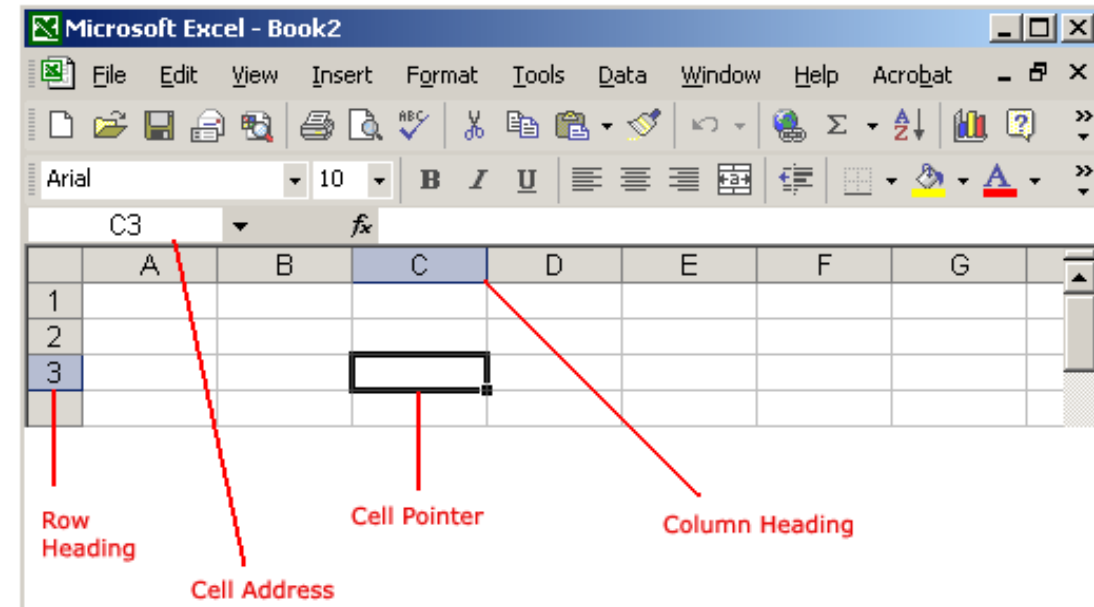 Microsoft Excel - Book2
File Edit View Insert Format Tools Data Window Help Acrobat
ABC Σ A Z ?
Arial 10 B I U a A
C3 fx
A B C D E F G
1
2
3
Row
Heading
Cell Pointer
Column Heading
Cell Address